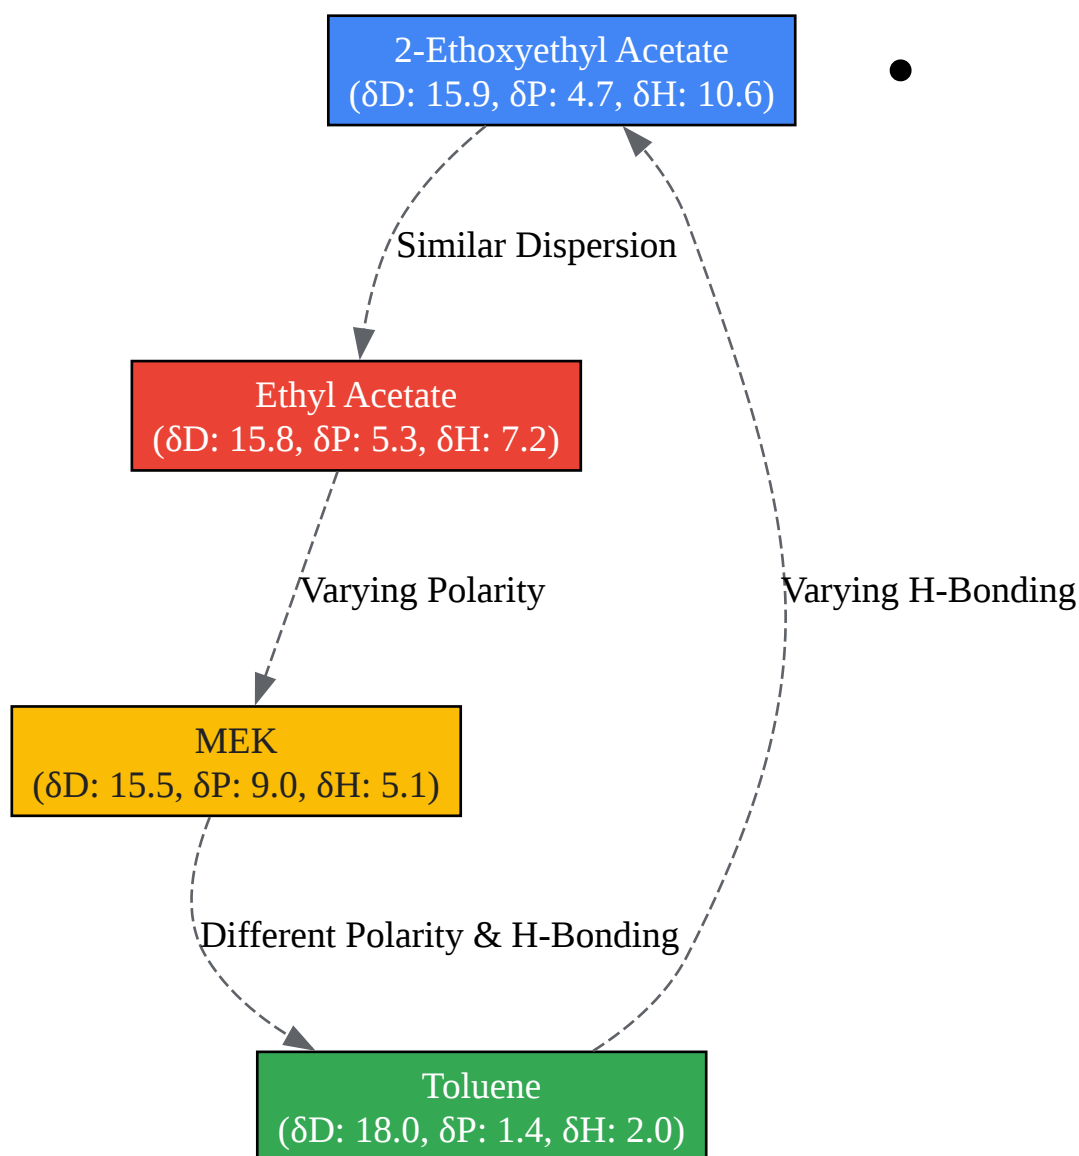 2-Ethoxyethyl Acetate
(δD: 15.9, δP: 4.7, δH: 10.6)
Similar Dispersion
Ethyl Acetate
(δD: 15.8, δP: 5.3, δH: 7.2)
Varying Polarity
Varying H-Bonding
MEK
(δD: 15.5, δP: 9.0, δH: 5.1)
Different Polarity & H-Bonding
Toluene
(δD: 18.0, δP: 1.4, δH: 2.0)